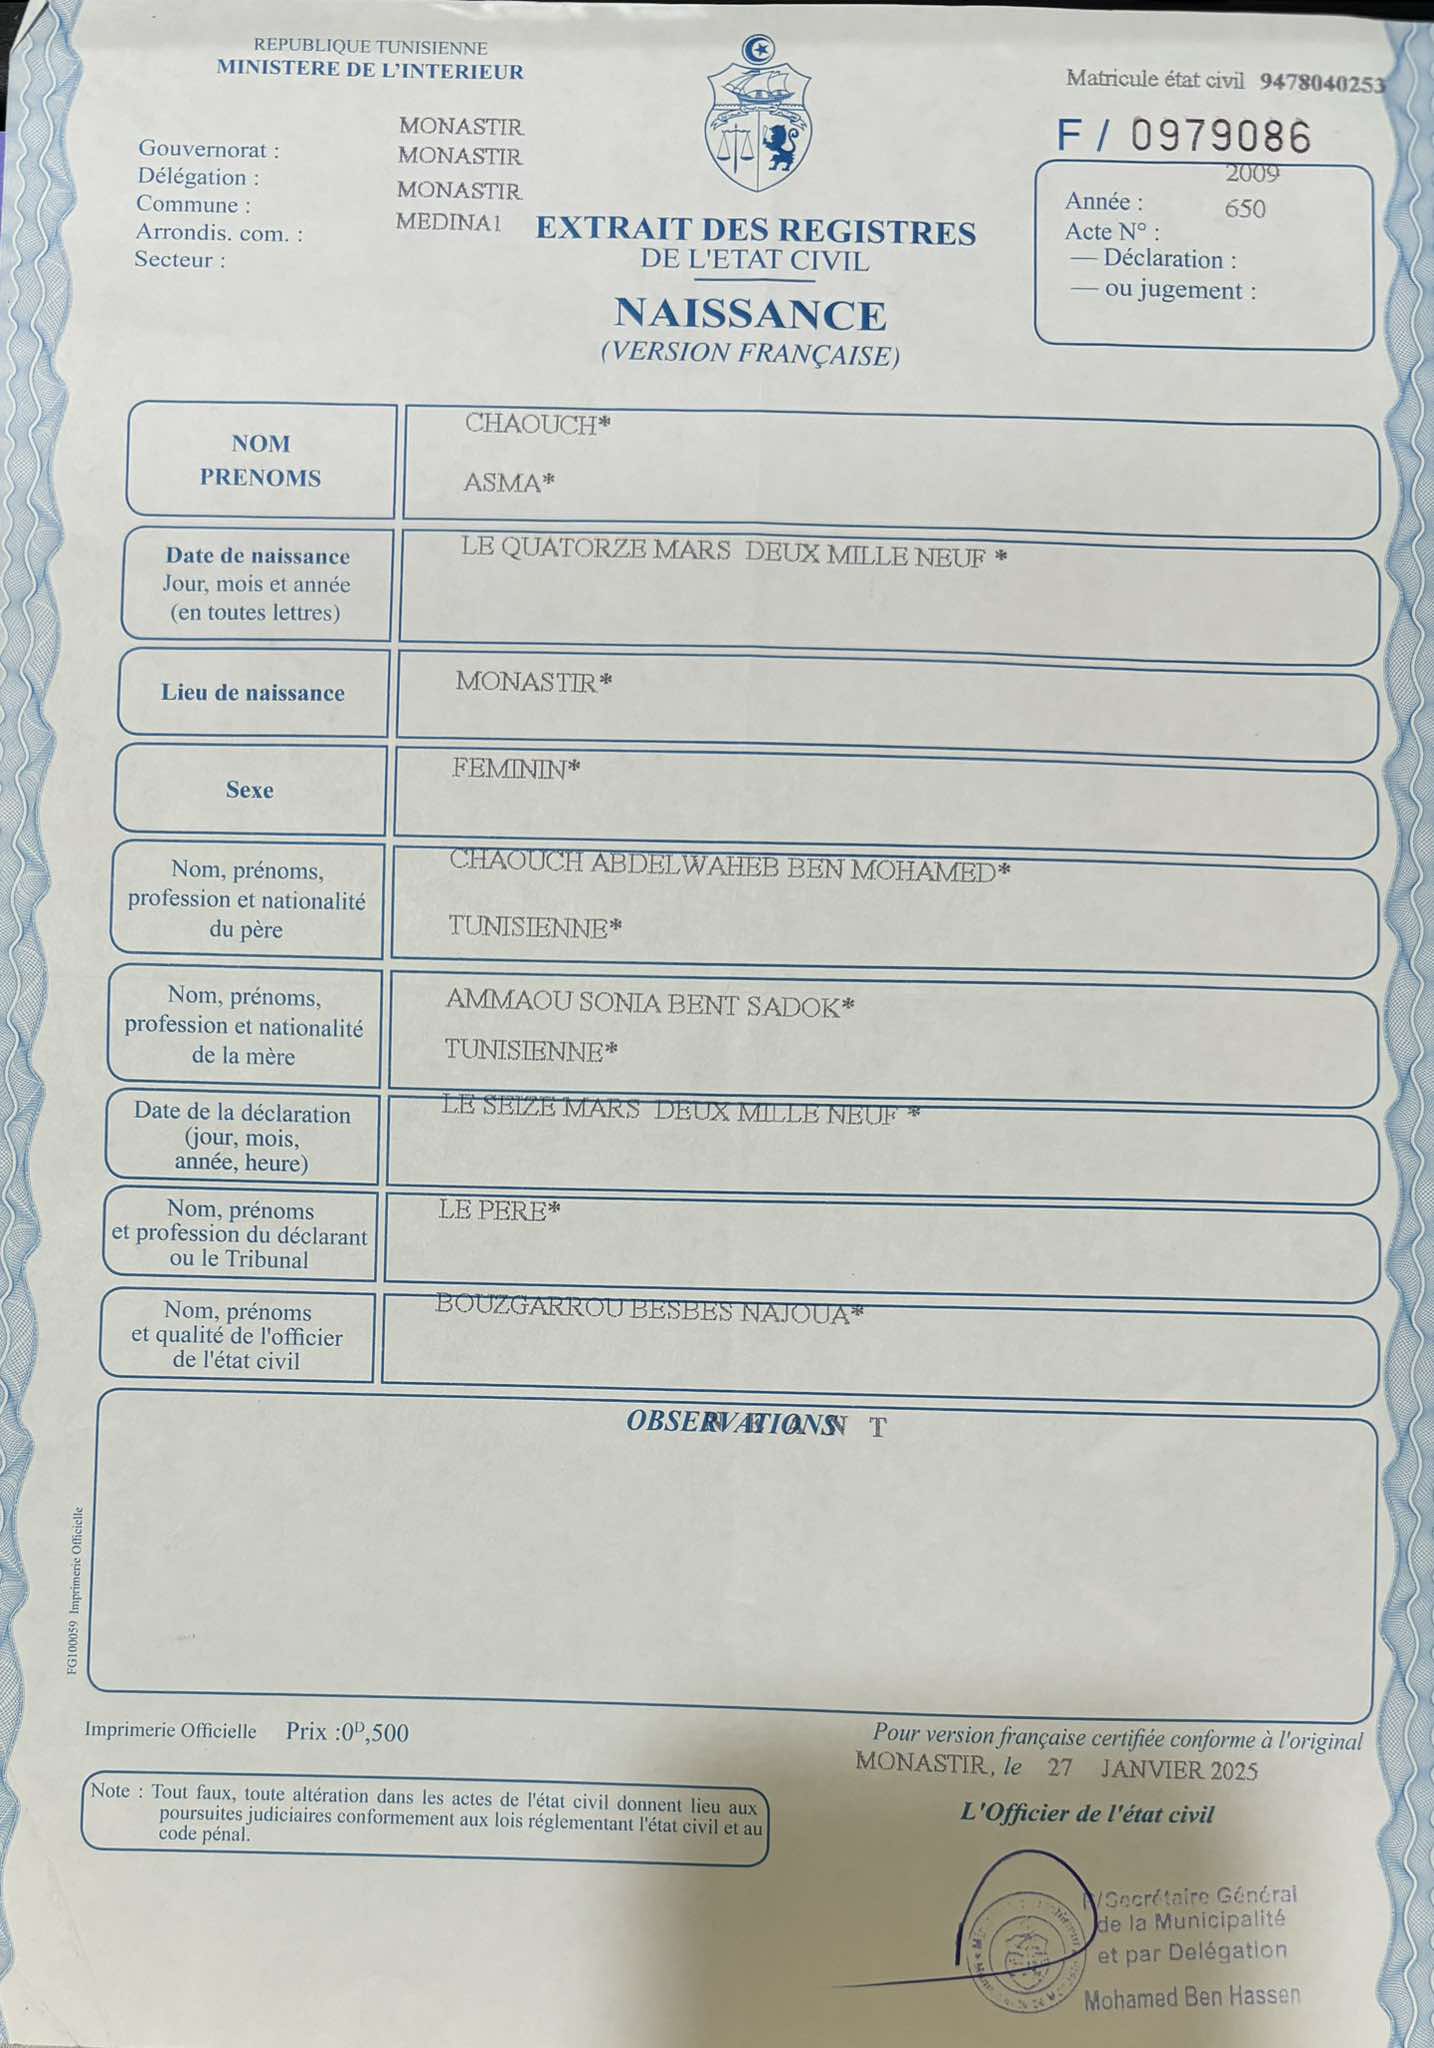 REPUBLIQUE TUNISIENNE
MINISTERE DE L'INTERIEUR
Matricule état civil 9478040253
F / 0979086
Gouvernorat : MONASTIR
Délégation : MONASTIR
Commune : MONASTIR
Arrondis. com. : MEDINA1
Secteur :
EXTRAIT DES REGISTRES
DE L'ETAT CIVIL
NAISSANCE
(VERSION FRANÇAISE)
Année : 2009
Acte N° : 650
— Déclaration :
— ou jugement :
NOM
PRENOMS
CHAOUCH*
ASMA*
Date de naissance
Jour, mois et année
(en toutes lettres)
LE QUATORZE MARS DEUX MILLE NEUF *
Lieu de naissance
MONASTIR*
Sexe
FEMININ*
Nom, prénoms,
profession et nationalité
du père
CHAOUCH ABDELWAHEB BEN MOHAMED*
TUNISIENNE*
Nom, prénoms,
profession et nationalité
de la mère
AMMAOU SONIA BENT SADOK*
TUNISIENNE*
Date de la déclaration
(jour, mois,
année, heure)
LE SEIZE MARS DEUX MILLE NEUF *
Nom, prénoms
et profession du déclarant
ou le Tribunal
LE PERE*
Nom, prénoms
et qualité de l'officier
de l'état civil
BOUZGARROU BESBES NAJOUA*
OBSERVATIONS
FG100059 Imprimerie Officielle
Imprimerie Officielle Prix :0ᴰ,500
Note : Tout faux, toute altération dans les actes de l'état civil donnent lieu aux
poursuites judiciaires conformement aux lois réglementant l'état civil et au
code pénal.
Pour version française certifiée conforme à l'original
MONASTIR, le 27 JANVIER 2025
L'Officier de l'état civil
P/Secrétaire Général
de la Municipalité
et par Delégation
Mohamed Ben Hassen